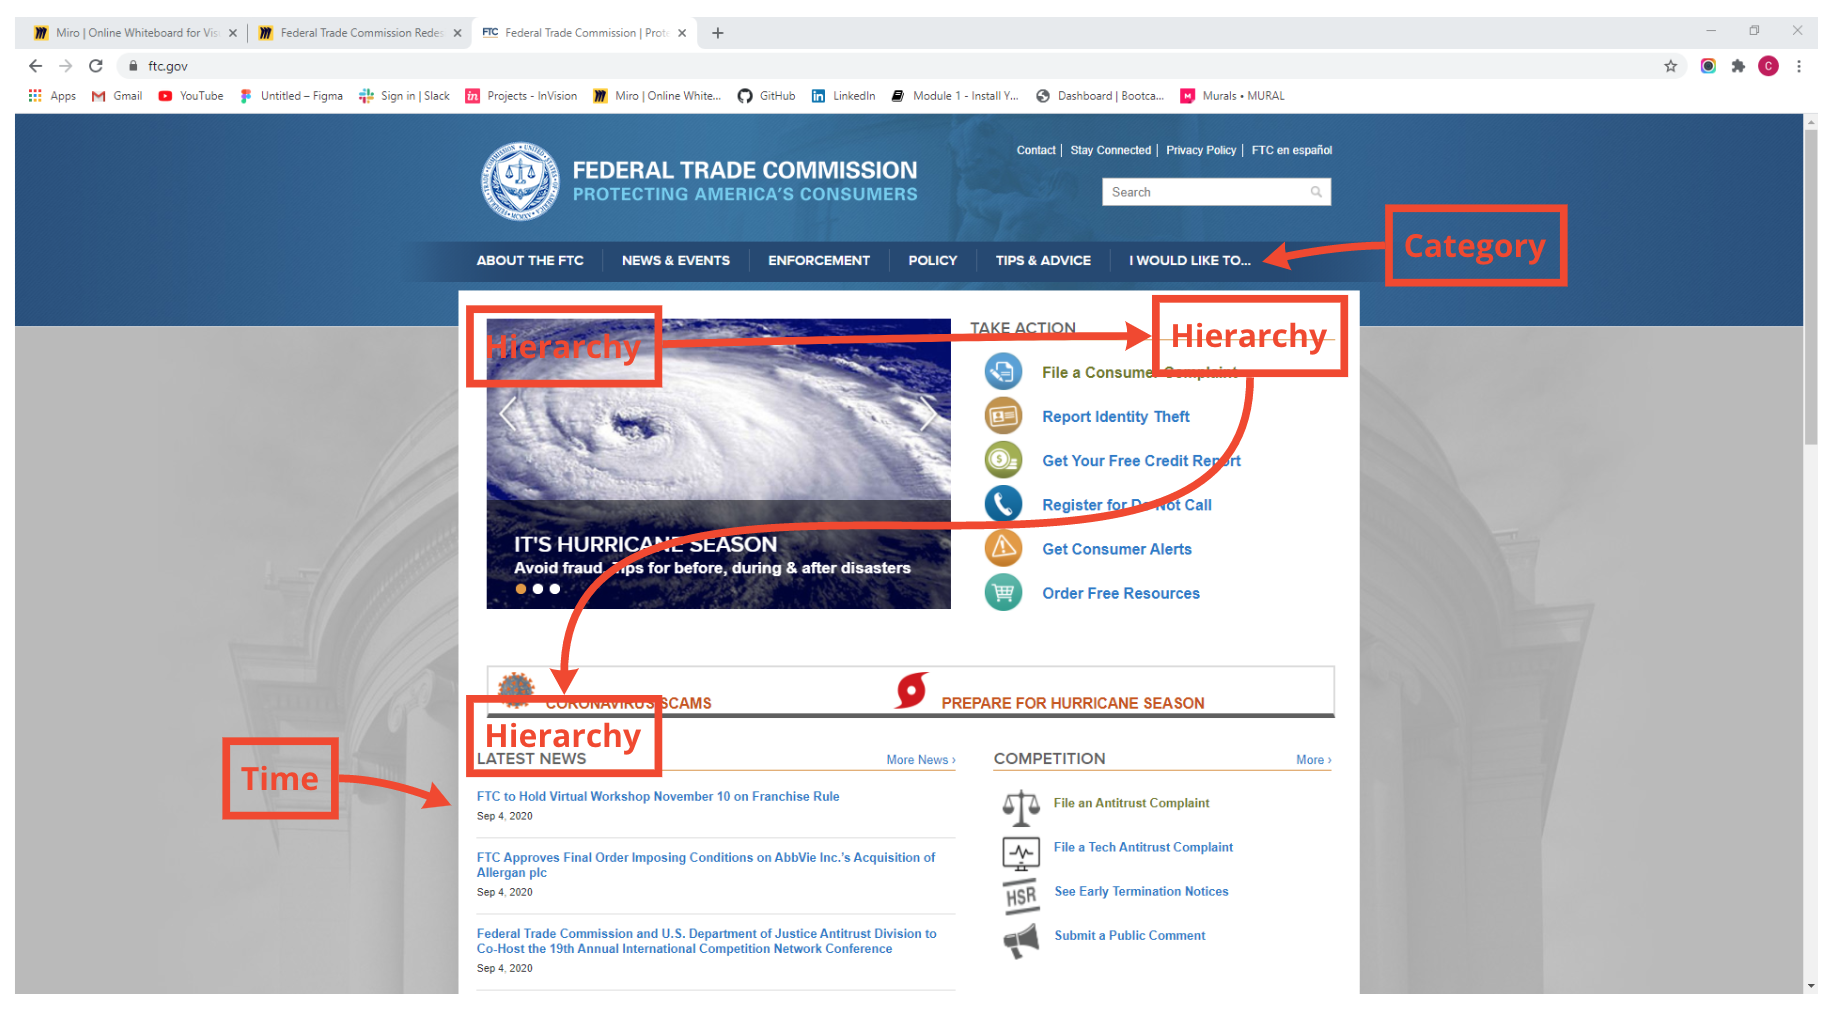 Miro | Online Whiteboard for Vis
Federal Trade Commission Redes
FTC Federal Trade Commission | Prote
ftc.gov
C
Apps
Gmail
YouTube
Untitled – Figma
Sign in | Slack
in Projects - InVision
Miro | Online White...
GitHub
in LinkedIn
Module 1 - Install Y...
Dashboard | Bootca...
Murals • MURAL
FEDERAL TRADE COMMISSION
PROTECTING AMERICA'S CONSUMERS
Contact | Stay Connected | Privacy Policy | FTC en español
Search
Category
ABOUT THE FTC
NEWS & EVENTS
ENFORCEMENT
POLICY
TIPS & ADVICE
I WOULD LIKE TO...
Hierarchy
IT'S HURRICANE SEASON
Avoid fraud. Tips for before, during & after disasters
TAKE ACTION
Hierarchy
File a Consumer Complaint
Report Identity Theft
Get Your Free Credit Report
Register for Do Not Call
Get Consumer Alerts
Order Free Resources
CORONAVIRUS SCAMS
PREPARE FOR HURRICANE SEASON
Hierarchy
Time
LATEST NEWS
More News ›
FTC to Hold Virtual Workshop November 10 on Franchise Rule
Sep 4, 2020
FTC Approves Final Order Imposing Conditions on AbbVie Inc.'s Acquisition of
Allergan plc
Sep 4, 2020
Federal Trade Commission and U.S. Department of Justice Antitrust Division to
Co-Host the 19th Annual International Competition Network Conference
Sep 4, 2020
COMPETITION
More ›
File an Antitrust Complaint
File a Tech Antitrust Complaint
HSR
See Early Termination Notices
Submit a Public Comment